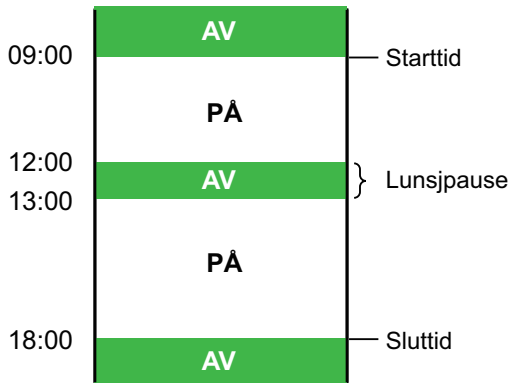 AV
09:00 Starttid
PÅ
12:00
AV Lunsjpause
13:00
PÅ
18:00 Sluttid
AV